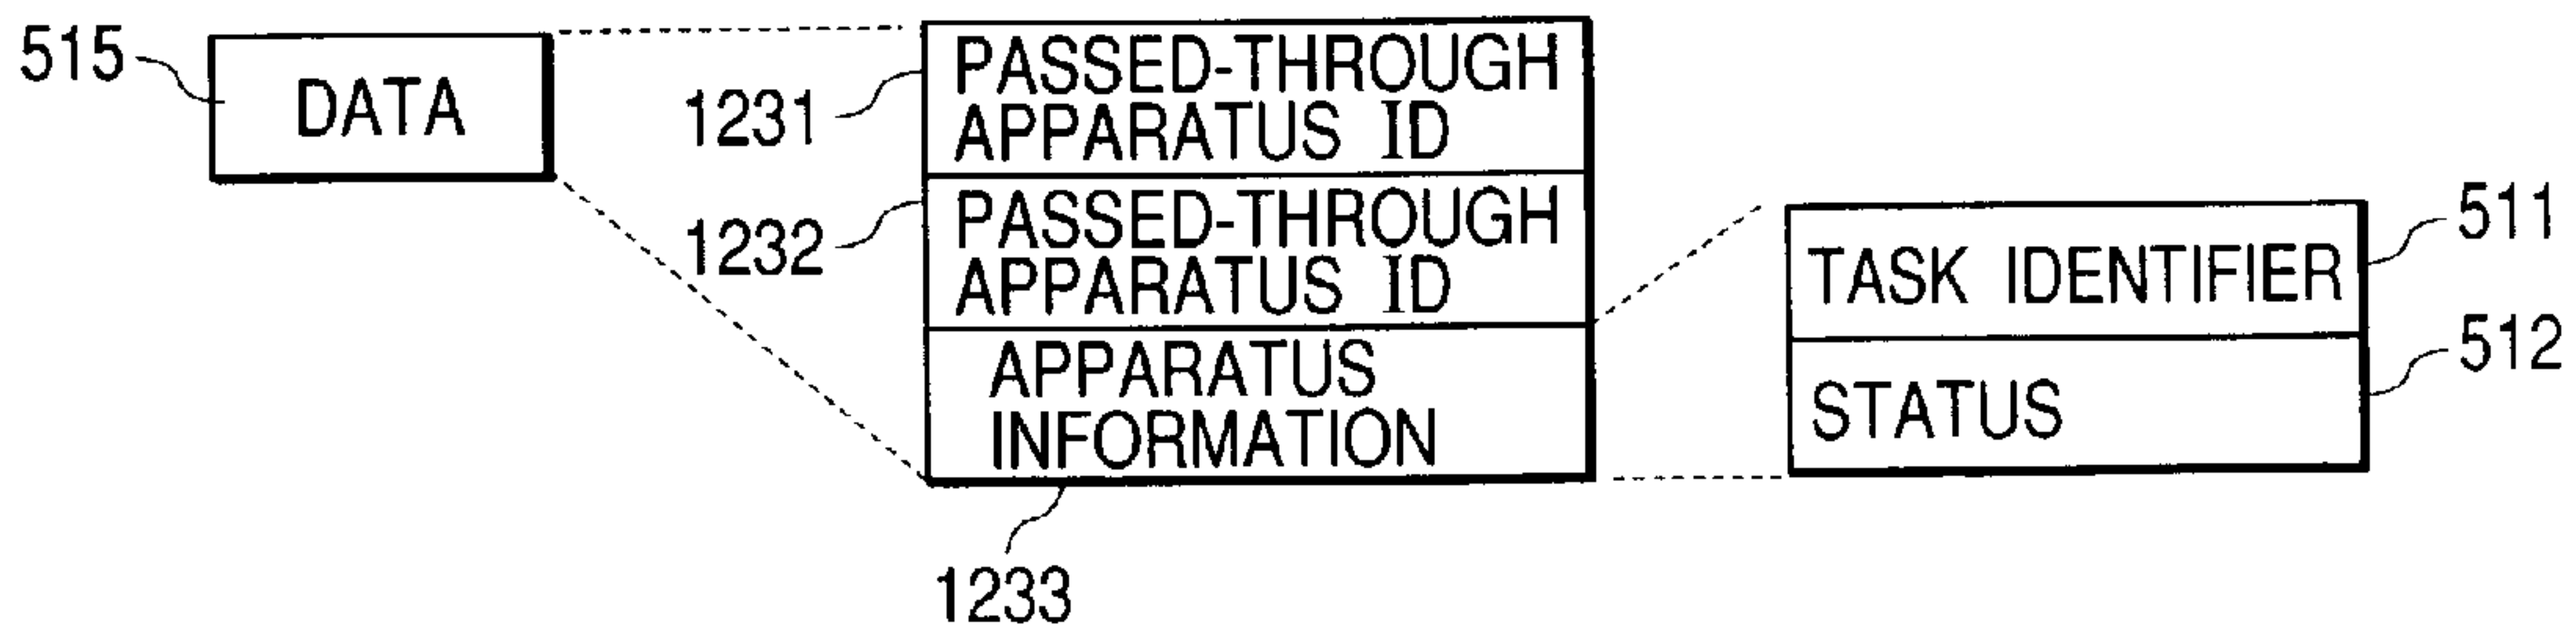 515
DATA
1231
PASSED-THROUGH
APPARATUS ID
1232
PASSED-THROUGH
APPARATUS ID
APPARATUS
INFORMATION
1233
TASK IDENTIFIER
511
STATUS
512